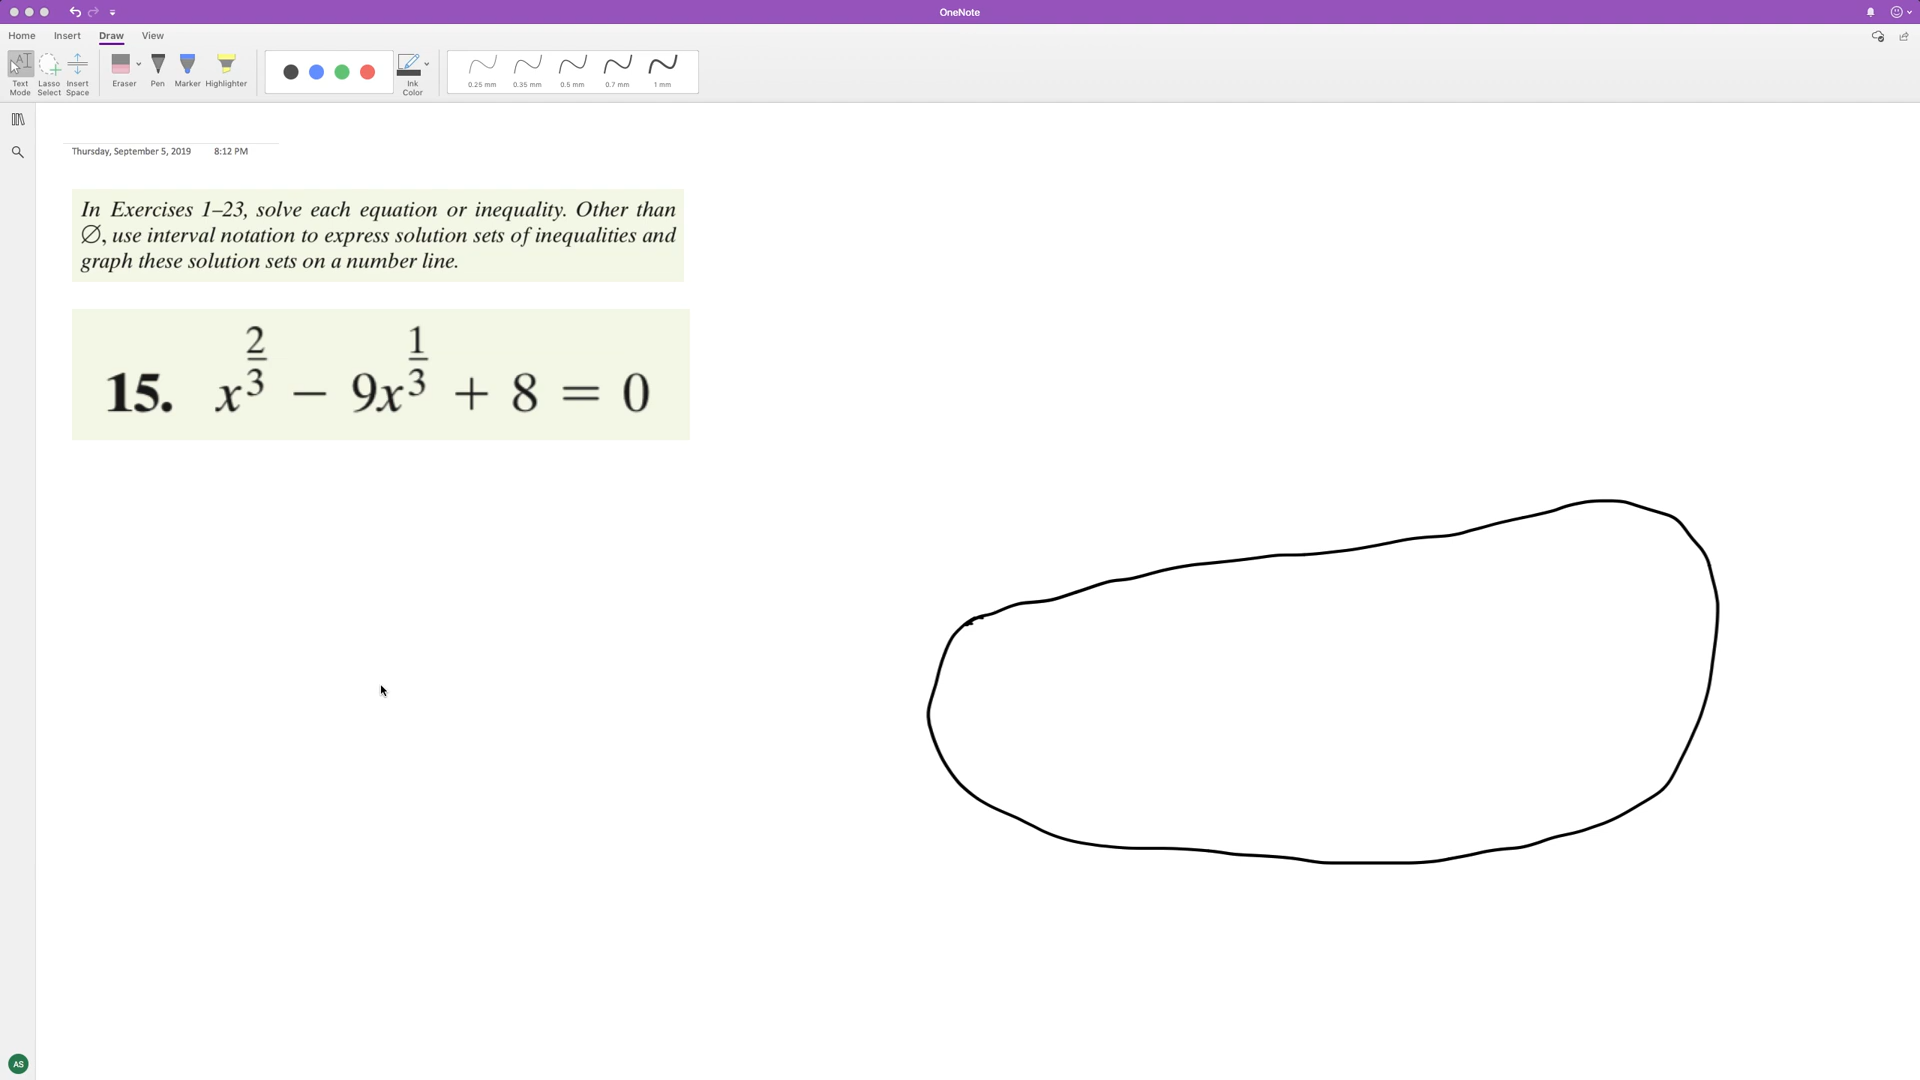 OneNote
Home Insert Draw View
Text Mode Lasso Select Insert Space Eraser Pen Marker Highlighter Ink Color 0.25 mm 0.35 mm 0.5 mm 0.7 mm 1 mm
Thursday, September 5, 2019 8:12 PM
In Exercises 1–23, solve each equation or inequality. Other than
∅, use interval notation to express solution sets of inequalities and
graph these solution sets on a number line.
15. x^(2/3) − 9x^(1/3) + 8 = 0
AS